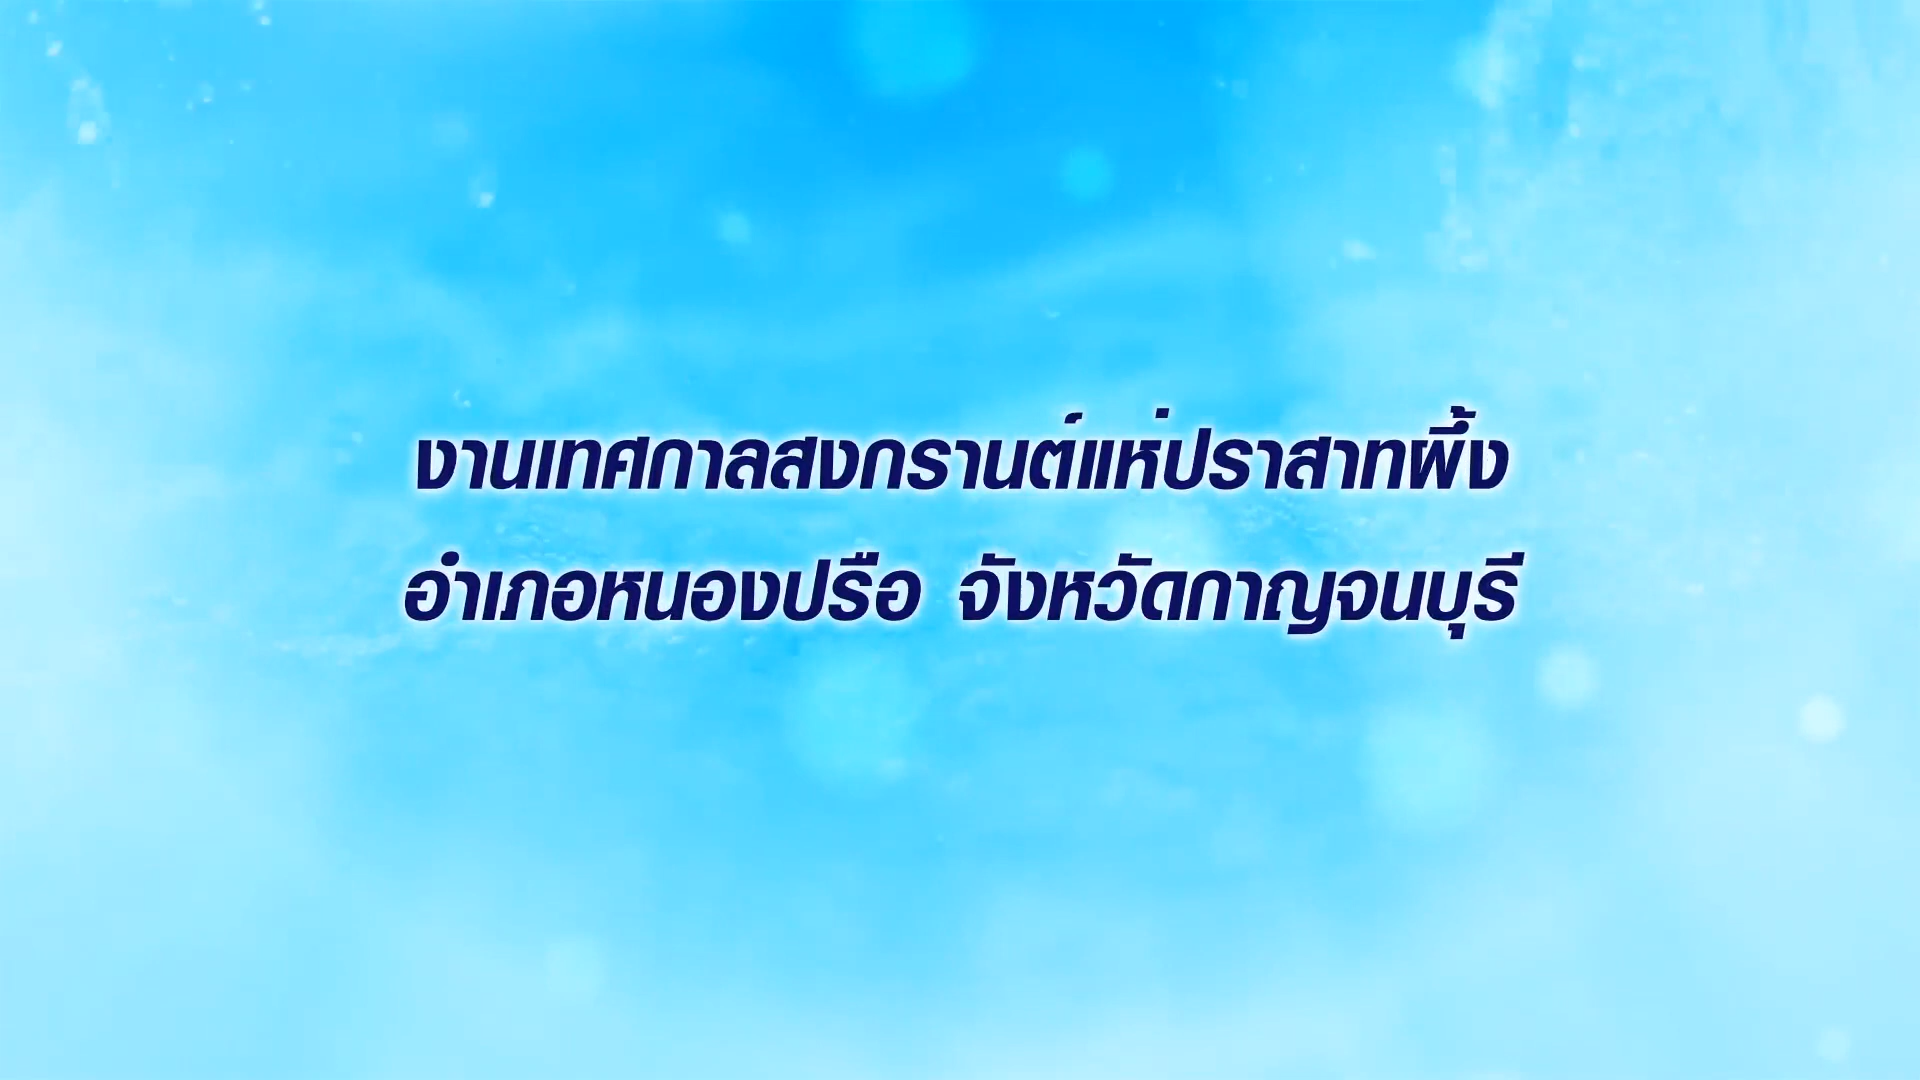 งานเทศกาลสงกรานต์แห่ปราสาทผึ้ง
อำเภอหนองปรือ จังหวัดกาญจนบุรี